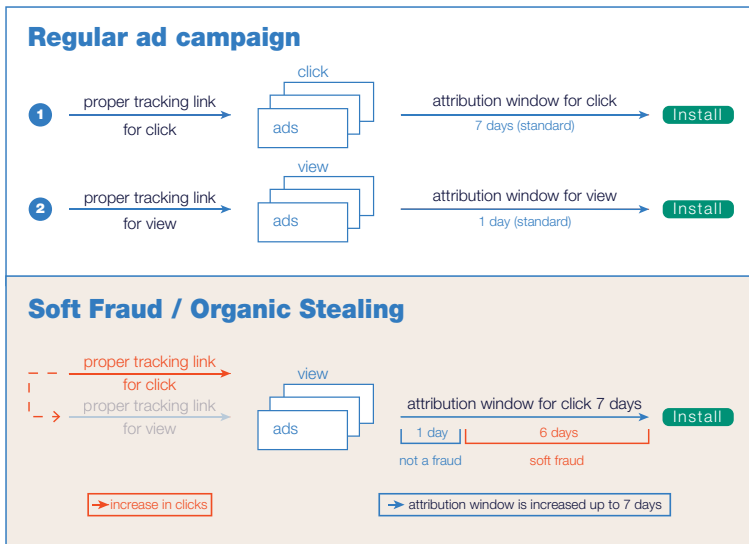 Regular ad campaign
click
1
proper tracking link
for click
ads
attribution window for click
7 days (standard)
Install
view
2
proper tracking link
for view
ads
attribution window for view
1 day (standard)
Install
Soft Fraud / Organic Stealing
proper tracking link
for click
proper tracking link
for view
view
ads
attribution window for click 7 days
1 day
6 days
not a fraud
soft fraud
Install
increase in clicks
attribution window is increased up to 7 days